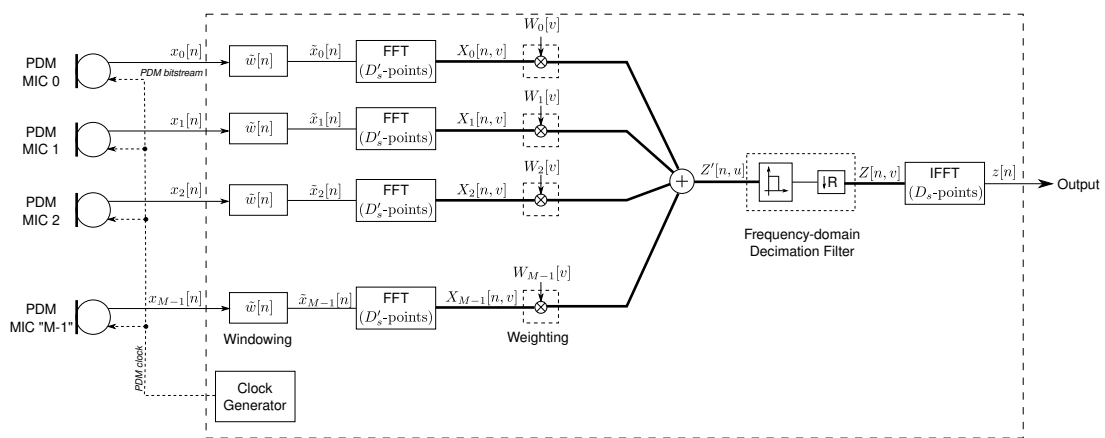 PDM
MIC 0
x_0[n]
PDM bitstream
w̃[n]
x̃_0[n]
FFT
(D′_s-points)
X_0[n, v]
W_0[v]
PDM
MIC 1
x_1[n]
w̃[n]
x̃_1[n]
FFT
(D′_s-points)
X_1[n, v]
W_1[v]
PDM
MIC 2
x_2[n]
w̃[n]
x̃_2[n]
FFT
(D′_s-points)
X_2[n, v]
W_2[v]
PDM
MIC "M-1"
x_{M−1}[n]
w̃[n]
Windowing
x̃_{M−1}[n]
FFT
(D′_s-points)
X_{M−1}[n, v]
W_{M−1}[v]
Weighting
+
Z′[n, u]
↓R
Frequency-domain
Decimation Filter
Z[n, v]
IFFT
(D_s-points)
z[n]
Output
PDM clock
Clock
Generator